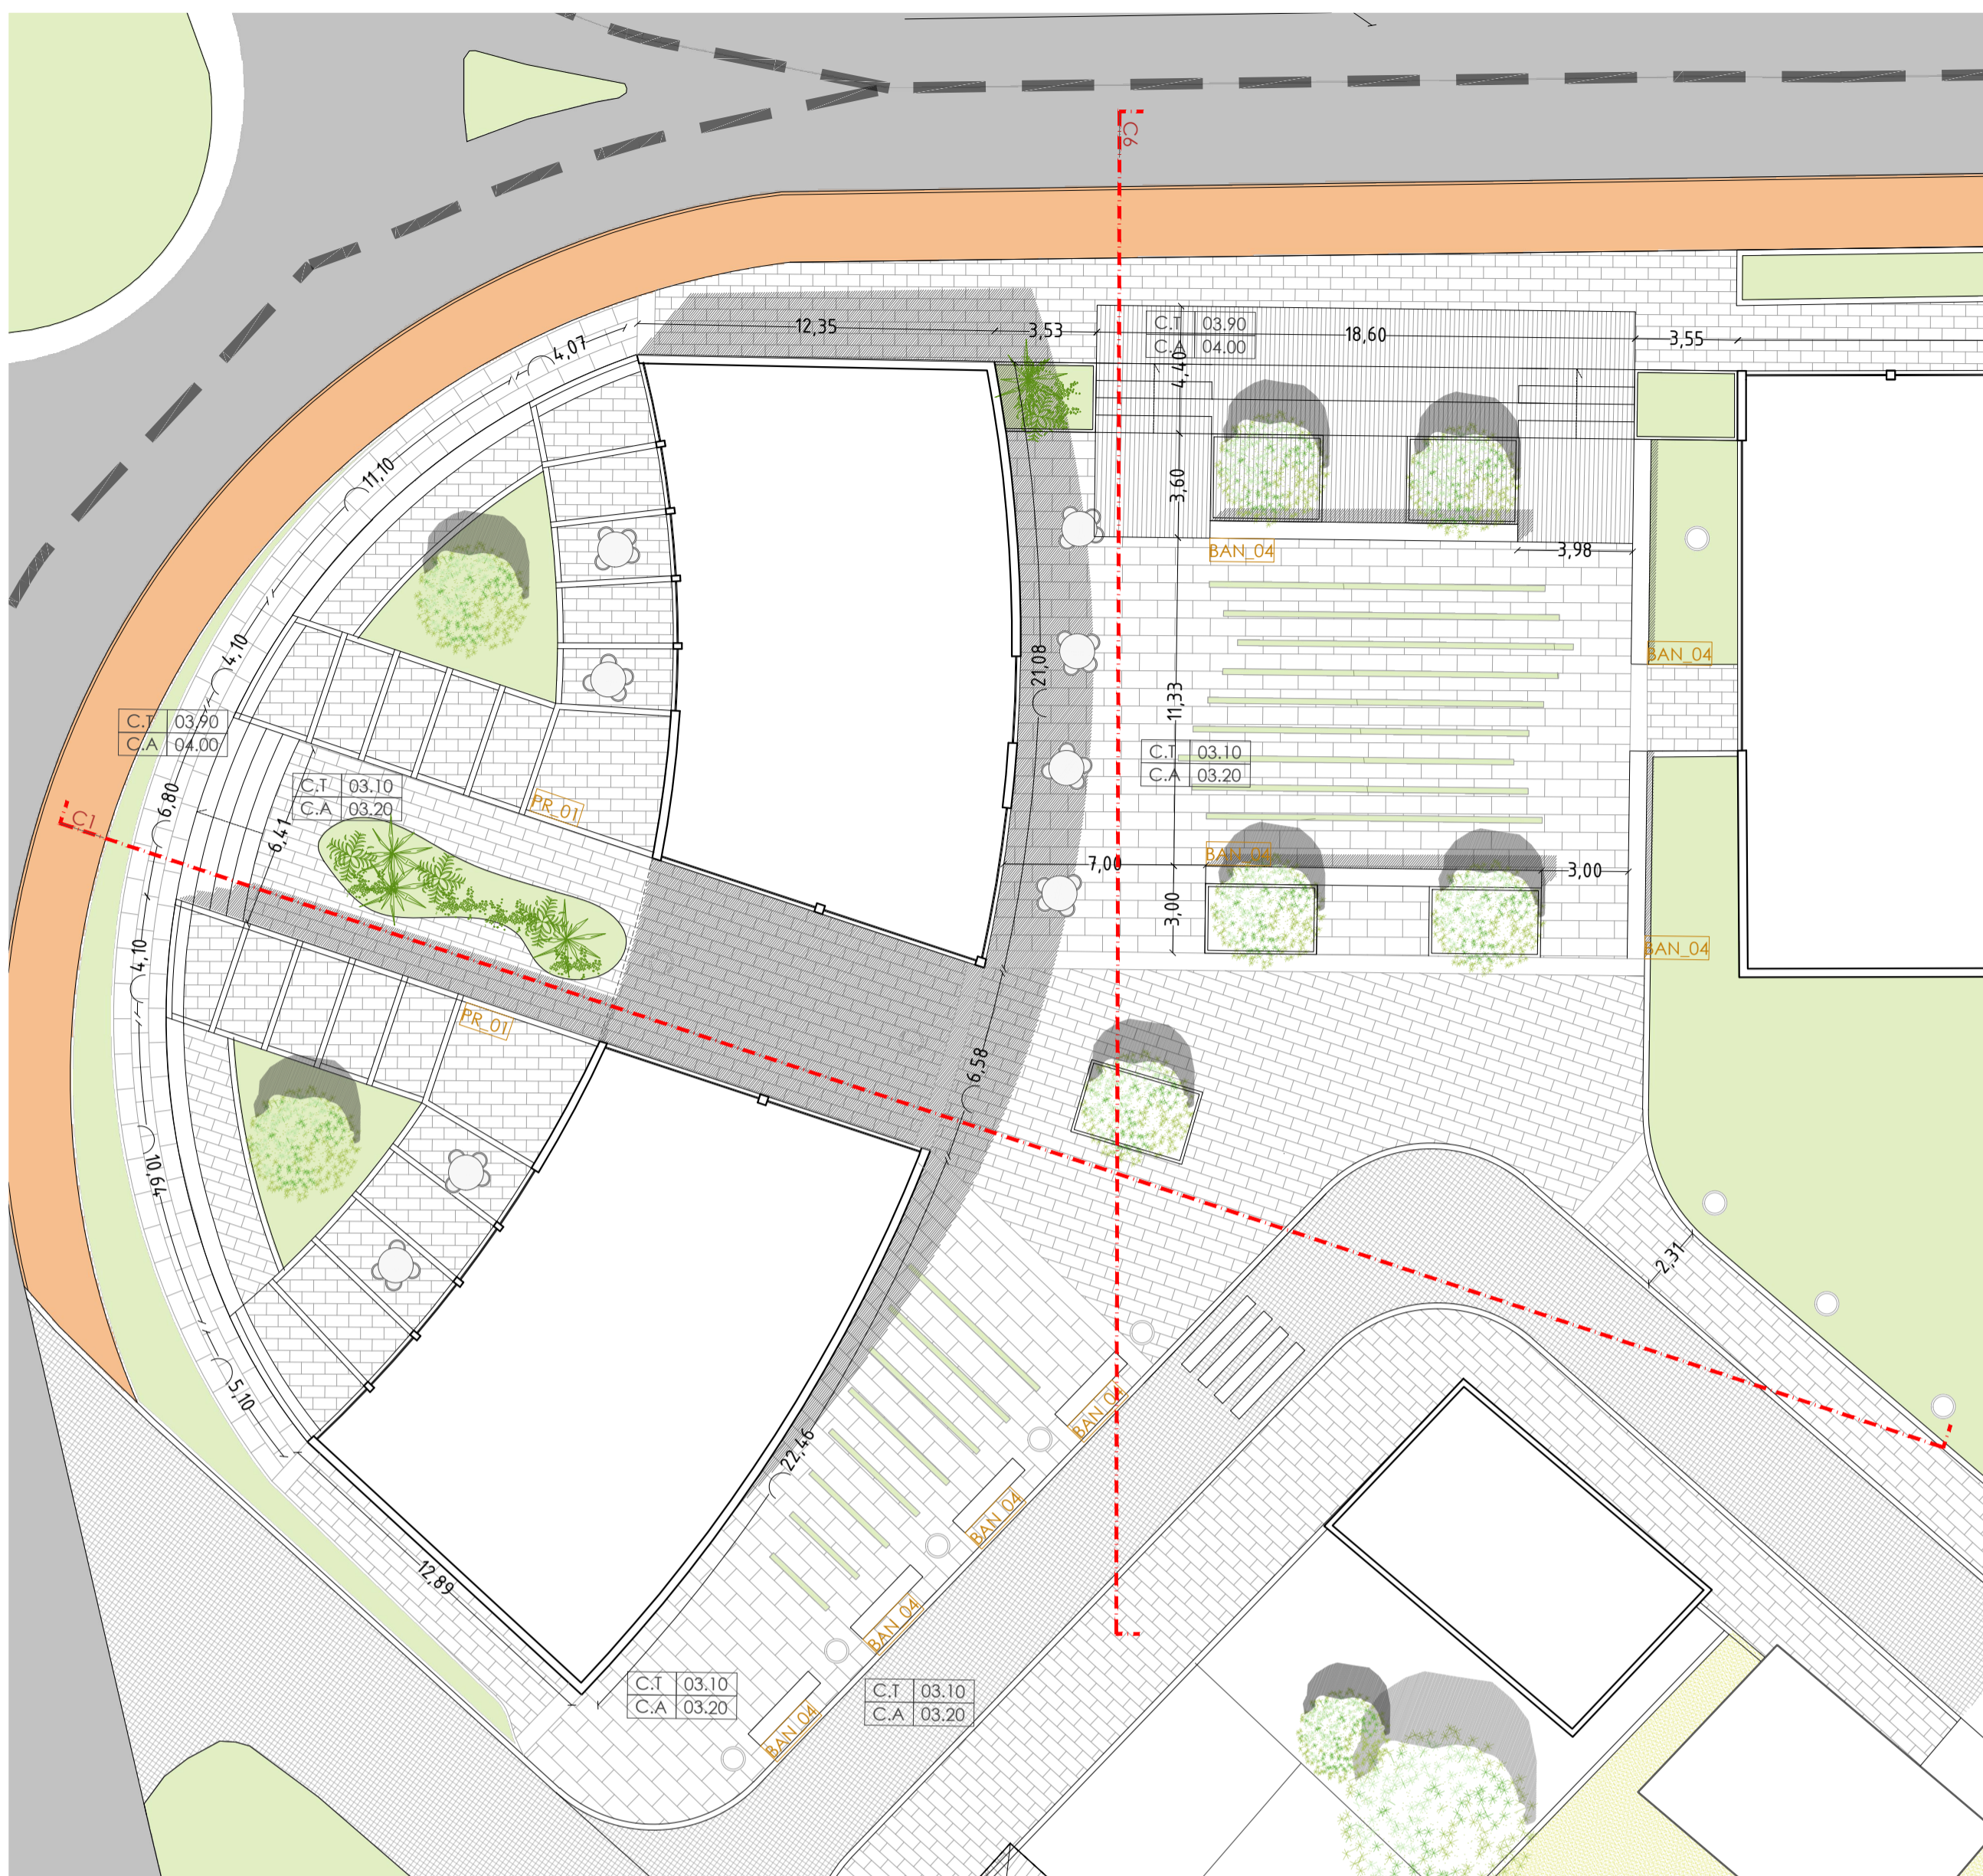 C6
12,35
3,53
C.T 03.90
C.A 04.00
18,60
3,55
4,07
4,40
11,10
3,60
BAN_04
3,98
4,10
21,08
BAN_04
C.T 03.90
C.A 04.00
11,33
C.T 03.10
C.A 03.20
C.T 03.10
C.A 03.20
PR_01
6,80
C1
6,41
BAN_04
7,00
3,00
3,00
4,10
BAN_04
PR_01
6,58
10,64
2,31
5,10
BAN_04
22,46
BAN_04
12,89
BAN_04
C.T 03.10
C.A 03.20
C.T 03.10
C.A 03.20
BAN_04